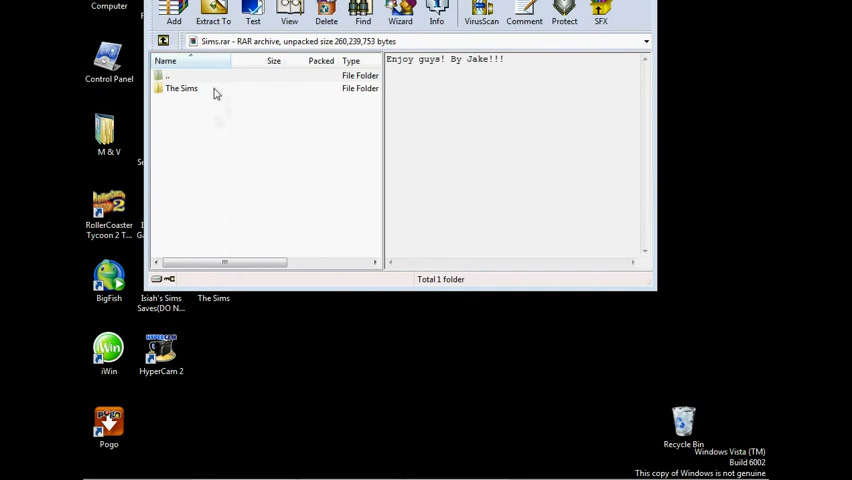 Computer
Add Extract To Test View Delete Find Wizard Info VirusScan Comment Protect SFX
Sims.rar - RAR archive, unpacked size 260,239,753 bytes
Name Size Packed Type
.. File Folder
The Sims File Folder
Enjoy guys! By Jake!!!
Total 1 folder
Control Panel
M & V
RollerCoaster
Tycoon 2 T...
BigFish
Isiah's Sims
Saves(DO N...
The Sims
iWin
HYPERCAM
2
HyperCam 2
pogo
Pogo
Recycle Bin
Windows Vista (TM)
Build 6002
This copy of Windows is not genuine